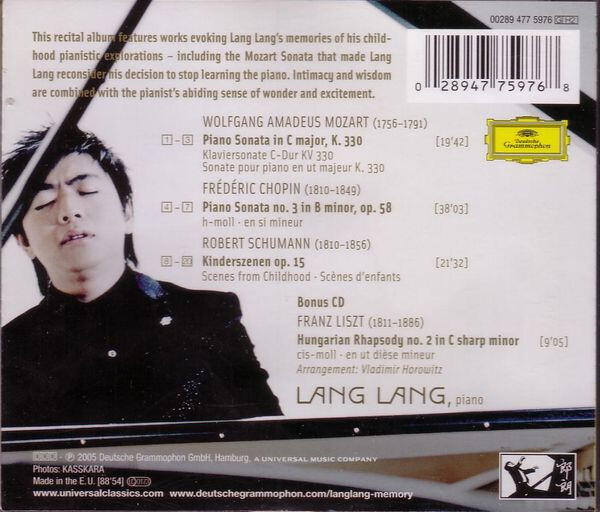 00289 477 5976 GH2
This recital album features works evoking Lang Lang's memories of his child-
hood pianistic explorations – including the Mozart Sonata that made Lang
Lang reconsider his decision to stop learning the piano. Intimacy and wisdom
are combined with the pianist's abiding sense of wonder and excitement.
0 28947 75976 8
WOLFGANG AMADEUS MOZART (1756–1791)
1 – 3 Piano Sonata in C major, K. 330 [19'42]
Klaviersonate C-Dur KV 330
Sonate pour piano en ut majeur K. 330
Deutsche
Grammophon
FRÉDÉRIC CHOPIN (1810–1849)
4 – 7 Piano Sonata no. 3 in B minor, op. 58 [38'03]
h-moll · en si mineur
ROBERT SCHUMANN (1810–1856)
8 – 20 Kinderszenen op. 15 [21'32]
Scenes from Childhood · Scènes d'enfants
Bonus CD
FRANZ LISZT (1811–1886)
Hungarian Rhapsody no. 2 in C sharp minor [9'05]
cis-moll · en ut dièse mineur
Arrangement: Vladimir Horowitz
LANG LANG, piano
DDD · ℗ 2005 Deutsche Grammophon GmbH, Hamburg, A UNIVERSAL MUSIC COMPANY
Photos: KASSKARA
Made in the E.U. [88'54]
www.universalclassics.com www.deutschegrammophon.com/langlang-memory
郎
朗